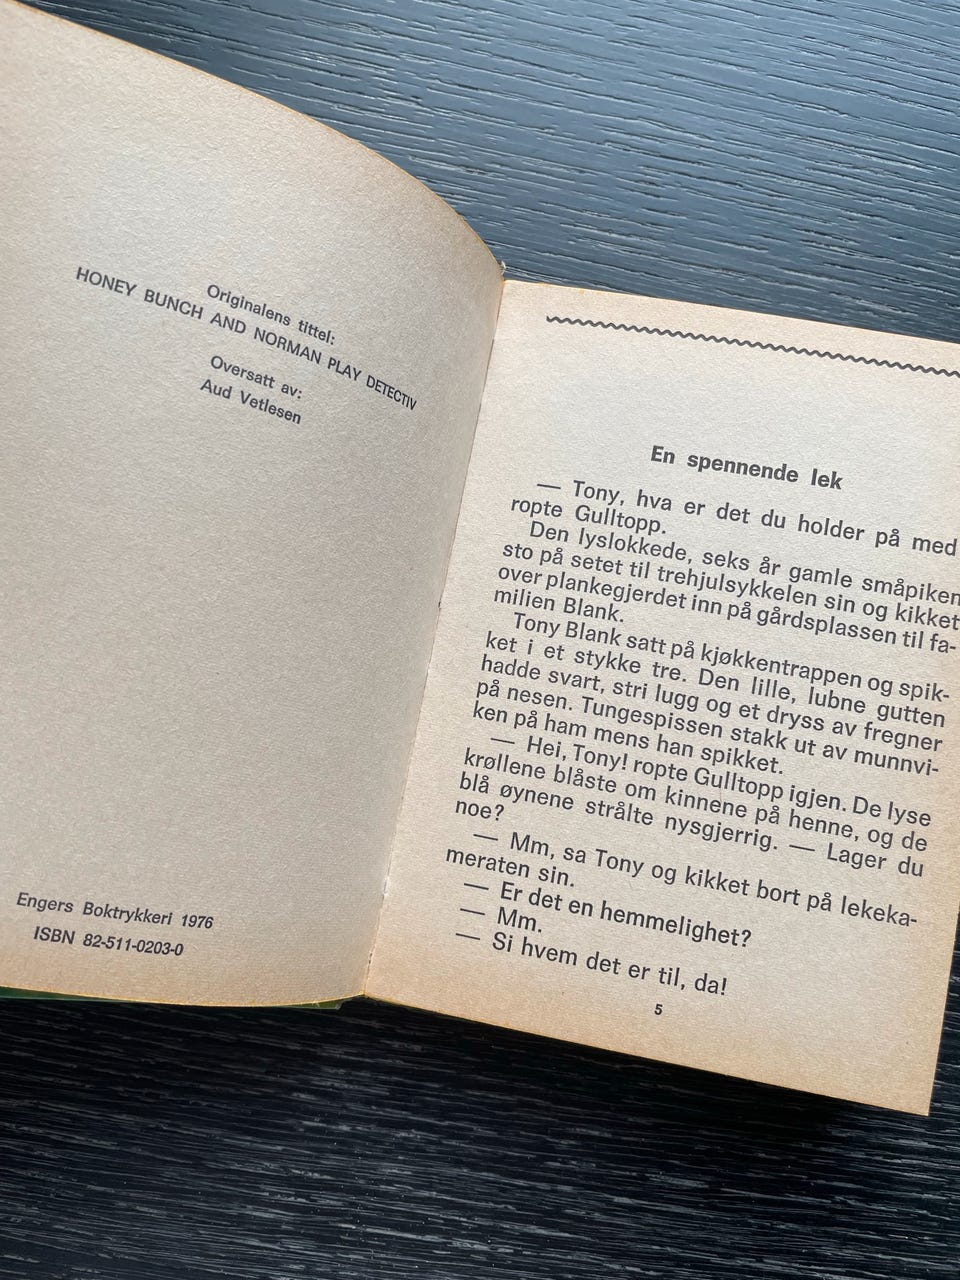 Originalens tittel:
HONEY BUNCH AND NORMAN PLAY DETECTIV
Oversatt av:
Aud Vetlesen
Engers Boktrykkeri 1976
ISBN 82-511-0203-0
En spennende lek
— Tony, hva er det du holder på med
ropte Gulltopp.
Den lyslokkede, seks år gamle småpiken
sto på setet til trehjulsykkelen sin og kikket
over plankegjerdet inn på gårdsplassen til fa-
milien Blank.
Tony Blank satt på kjøkkentrappen og spik-
ket i et stykke tre. Den lille, lubne gutten
hadde svart, stri lugg og et dryss av fregner
på nesen. Tungespissen stakk ut av munnvi-
ken på ham mens han spikket.
— Hei, Tony! ropte Gulltopp igjen. De lyse
krøllene blåste om kinnene på henne, og de
blå øynene strålte nysgjerrig. — Lager du
noe?
— Mm, sa Tony og kikket bort på lekeka-
meraten sin.
— Er det en hemmelighet?
— Mm.
— Si hvem det er til, da!
5